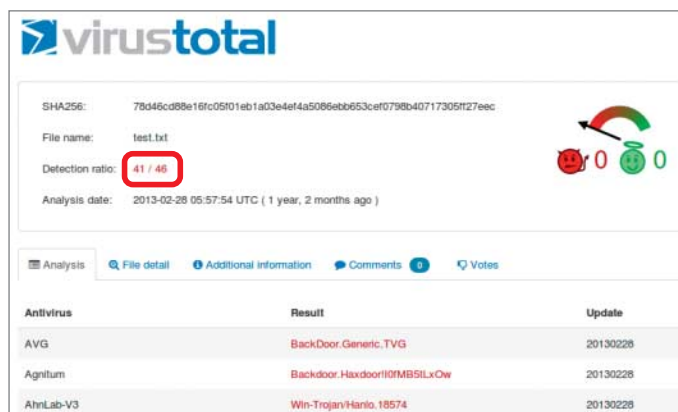 virustotal
SHA256: 78d46cd88e16fc05f01eb1a03e4ef4a5086ebb653cef0798b40717305ff27eec
File name: test.txt
Detection ratio: 41 / 46
0 0
Analysis date: 2013-02-28 05:57:54 UTC ( 1 year, 2 months ago )
Analysis File detail Additional information Comments 0 Votes
Antivirus Result Update
AVG BackDoor.Generic.TVG 20130228
Agnitum Backdoor.Haxdoor!I0fMB5tLxOw 20130228
AhnLab-V3 Win-Trojan/Hanlo.18574 20130228